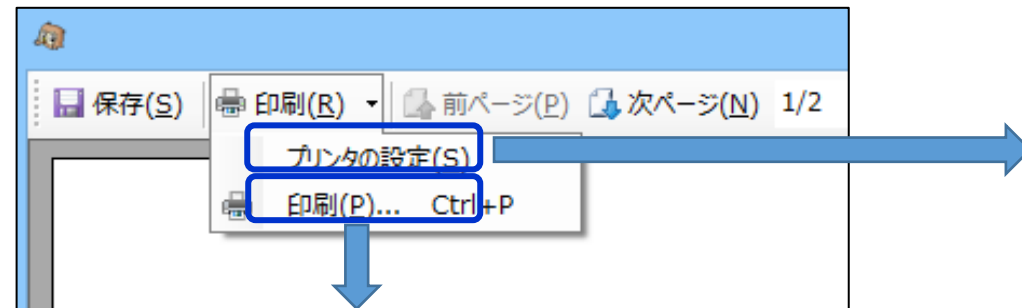 保存(S) 印刷(R) 前ページ(P) 次ページ(N) 1/2
プリンタの設定(S)
印刷(P)... Ctrl+P